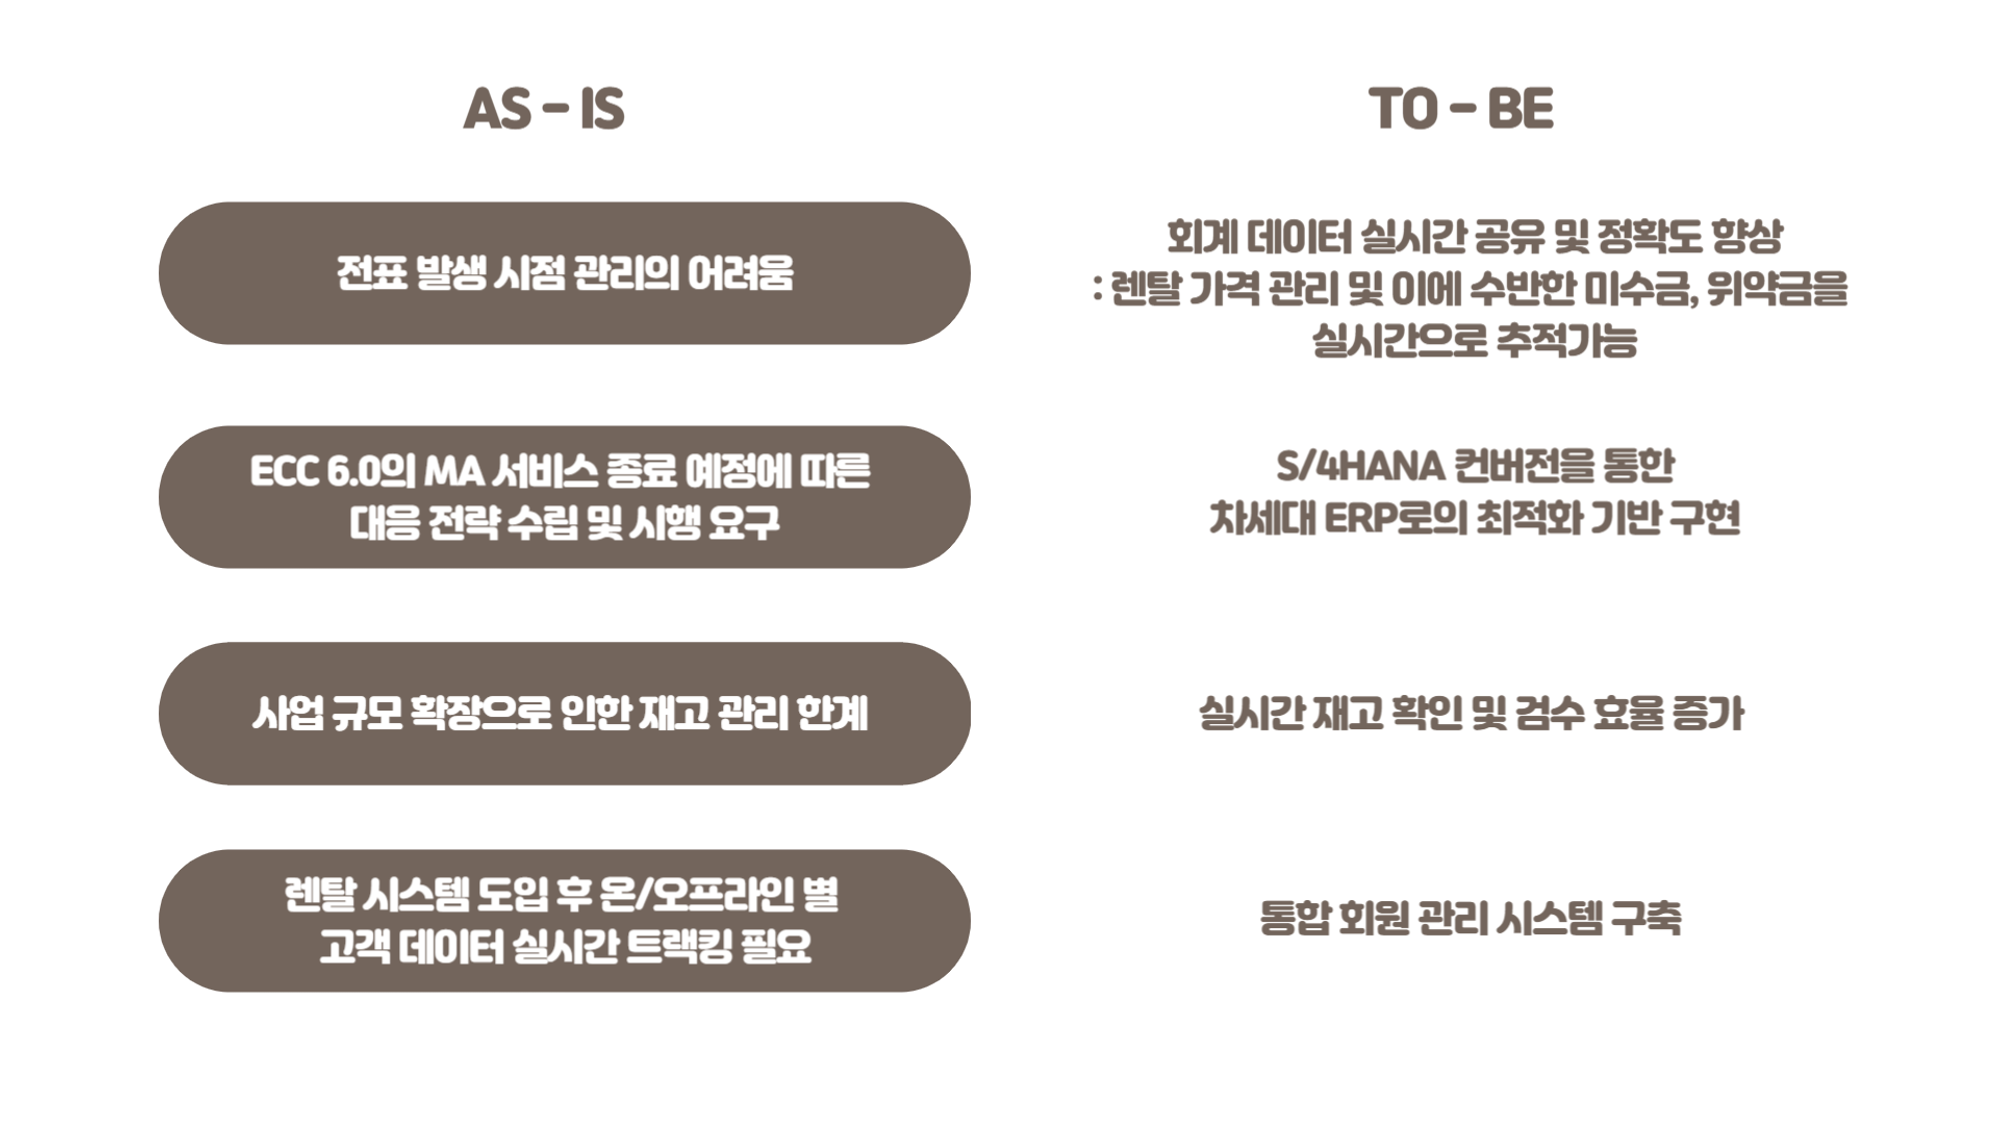 AS - IS
TO - BE
전표 발생 시점 관리의 어려움
회계 데이터 실시간 공유 및 정확도 향상
: 렌탈 가격 관리 및 이에 수반한 미수금, 위약금을
실시간으로 추적가능
ECC 6.0의 MA 서비스 종료 예정에 따른
대응 전략 수립 및 시행 요구
S/4HANA 컨버전을 통한
차세대 ERP로의 최적화 기반 구현
사업 규모 확장으로 인한 재고 관리 한계
실시간 재고 확인 및 검수 효율 증가
렌탈 시스템 도입 후 온/오프라인 별
고객 데이터 실시간 트랙킹 필요
통합 회원 관리 시스템 구축